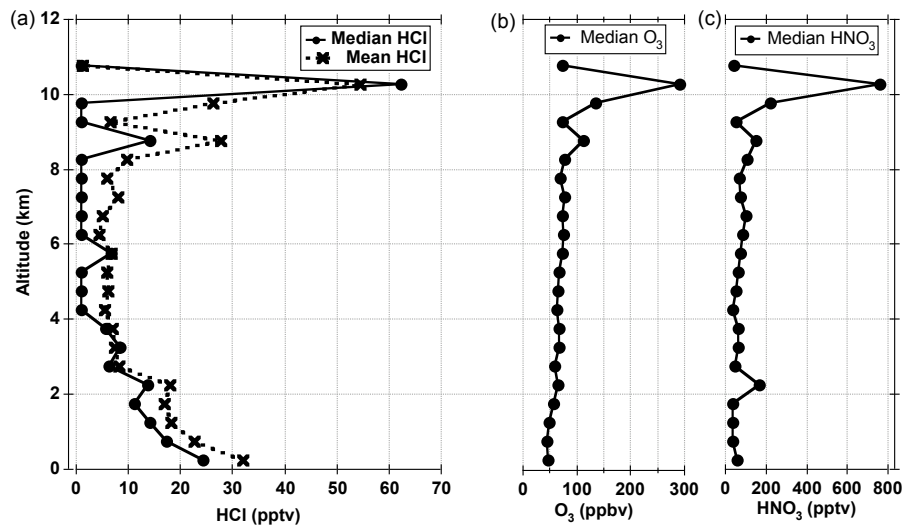 (a)
Median HCl
Mean HCl
(b)
Median O₃
(c)
Median HNO₃
12
10
8
6
4
2
0
Altitude (km)
0 10 20 30 40 50 60 70
HCl (pptv)
0 100 200 300
O₃ (ppbv)
0 200 400 600 800
HNO₃ (pptv)